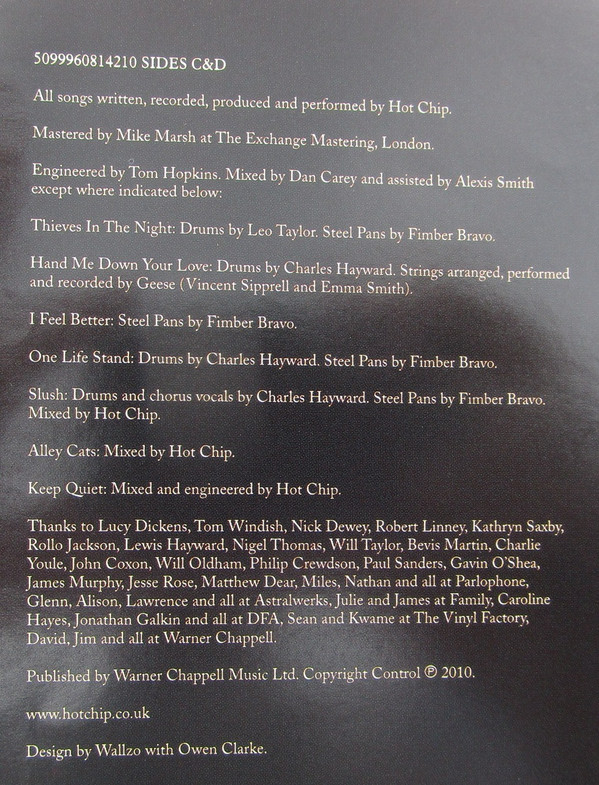 5099960814210 SIDES C&D
All songs written, recorded, produced and performed by Hot Chip.
Mastered by Mike Marsh at The Exchange Mastering, London.
Engineered by Tom Hopkins. Mixed by Dan Carey and assisted by Alexis Smith
except where indicated below:
Thieves In The Night: Drums by Leo Taylor. Steel Pans by Fimber Bravo.
Hand Me Down Your Love: Drums by Charles Hayward. Strings arranged, performed
and recorded by Geese (Vincent Sipprell and Emma Smith).
I Feel Better: Steel Pans by Fimber Bravo.
One Life Stand: Drums by Charles Hayward. Steel Pans by Fimber Bravo.
Slush: Drums and chorus vocals by Charles Hayward. Steel Pans by Fimber Bravo.
Mixed by Hot Chip.
Alley Cats: Mixed by Hot Chip.
Keep Quiet: Mixed and engineered by Hot Chip.
Thanks to Lucy Dickens, Tom Windish, Nick Dewey, Robert Linney, Kathryn Saxby,
Rollo Jackson, Lewis Hayward, Nigel Thomas, Will Taylor, Bevis Martin, Charlie
Youle, John Coxon, Will Oldham, Philip Crewdson, Paul Sanders, Gavin O'Shea,
James Murphy, Jesse Rose, Matthew Dear, Miles, Nathan and all at Parlophone,
Glenn, Alison, Lawrence and all at Astralwerks, Julie and James at Family, Caroline
Hayes, Jonathan Galkin and all at DFA, Sean and Kwame at The Vinyl Factory,
David, Jim and all at Warner Chappell.
Published by Warner Chappell Music Ltd. Copyright Control ℗ 2010.
www.hotchip.co.uk
Design by Wallzo with Owen Clarke.